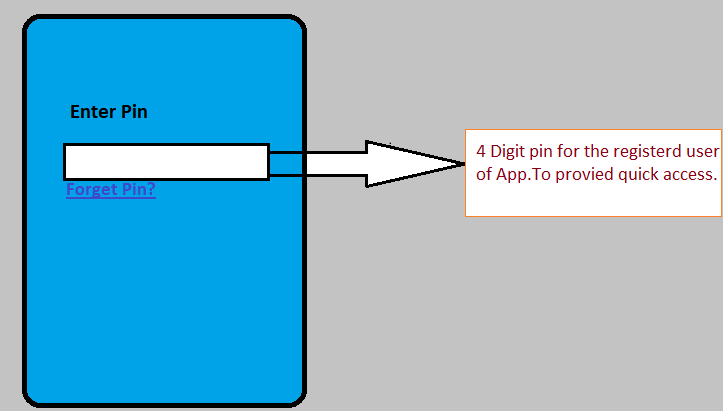 Enter Pin
Forget Pin?
4 Digit pin for the registerd user
of App.To provied quick access.